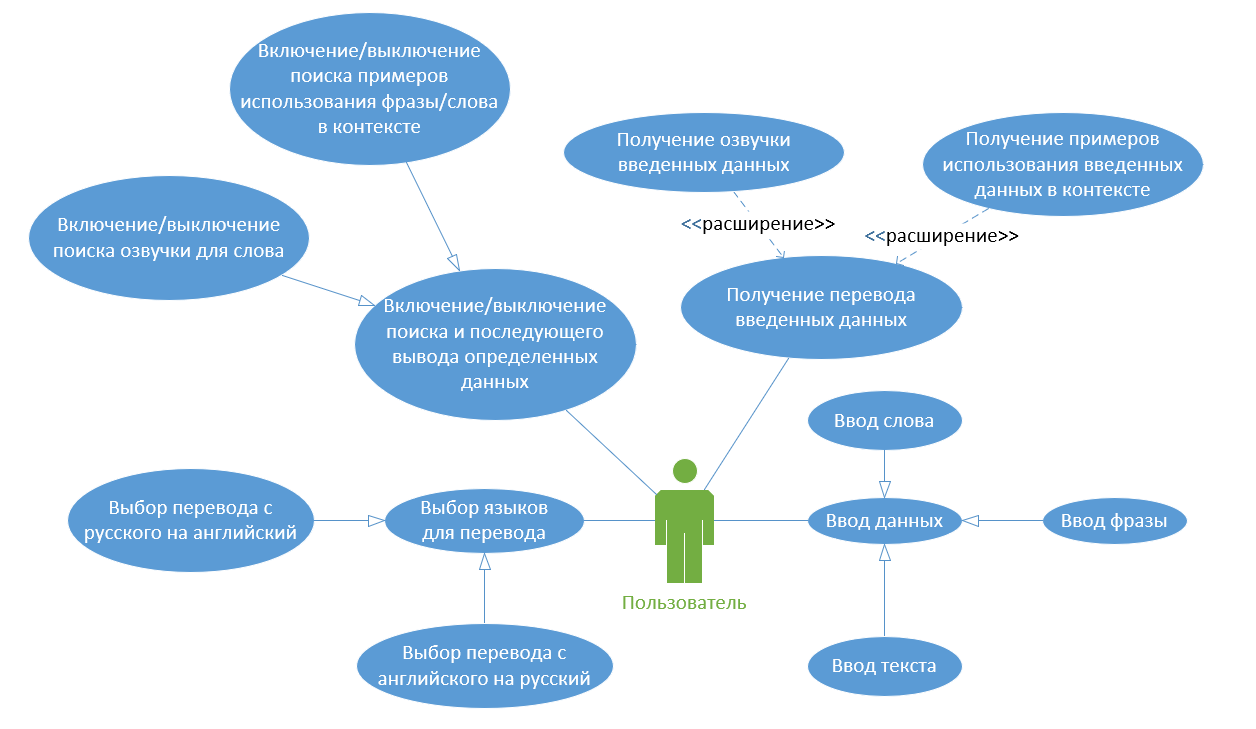 Включение/выключение
поиска примеров
использования фразы/слова
в контексте
Получение озвучки
введенных данных
Получение примеров
использования введенных
данных в контексте
Включение/выключение
поиска озвучки для слова
<<расширение>>
<<расширение>>
Включение/выключение
поиска и последующего
вывода определенных
данных
Получение перевода
введенных данных
Ввод слова
Выбор перевода с
русского на английский
Выбор языков
для перевода
Ввод данных
Ввод фразы
Пользователь
Выбор перевода с
английского на русский
Ввод текста